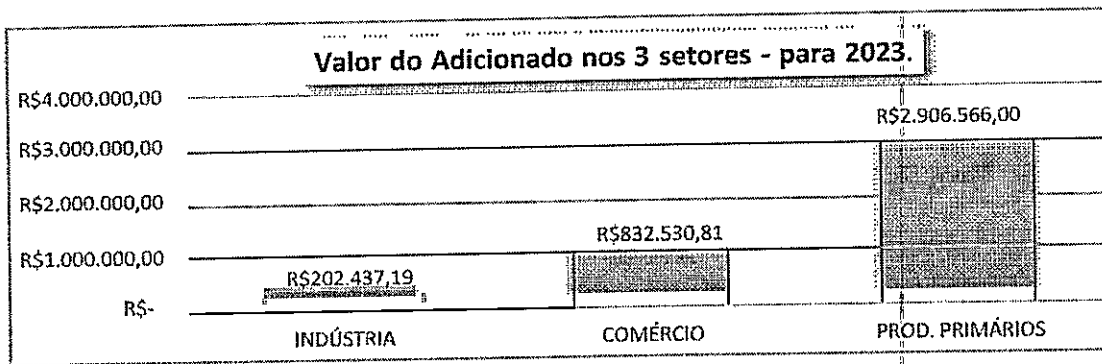 Valor do Adicionado nos 3 setores - para 2023.
R$4.000.000,00
R$3.000.000,00
R$2.000.000,00
R$1.000.000,00
R$-
R$202.437,19
R$832.530,81
R$2.906.566,00
INDÚSTRIA
COMÉRCIO
PROD. PRIMÁRIOS